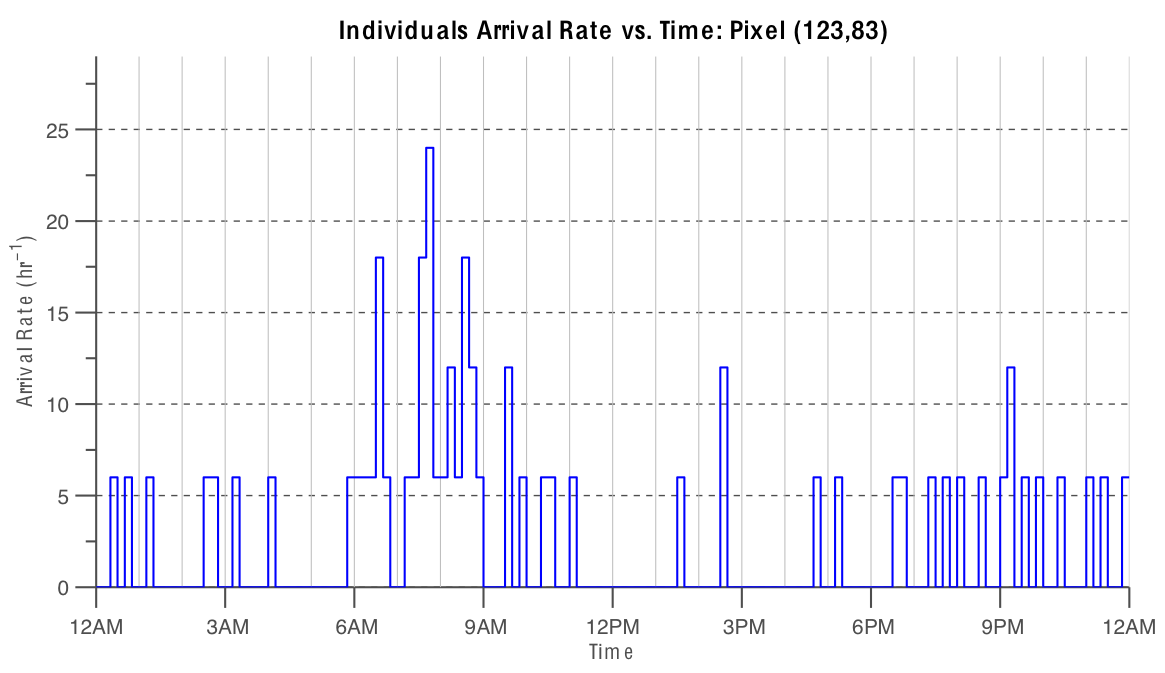 Individuals Arrival Rate vs. Time: Pixel (123,83)
Arrival Rate (hr⁻¹)
25
20
15
10
5
0
12AM 3AM 6AM 9AM 12PM 3PM 6PM 9PM 12AM
Time